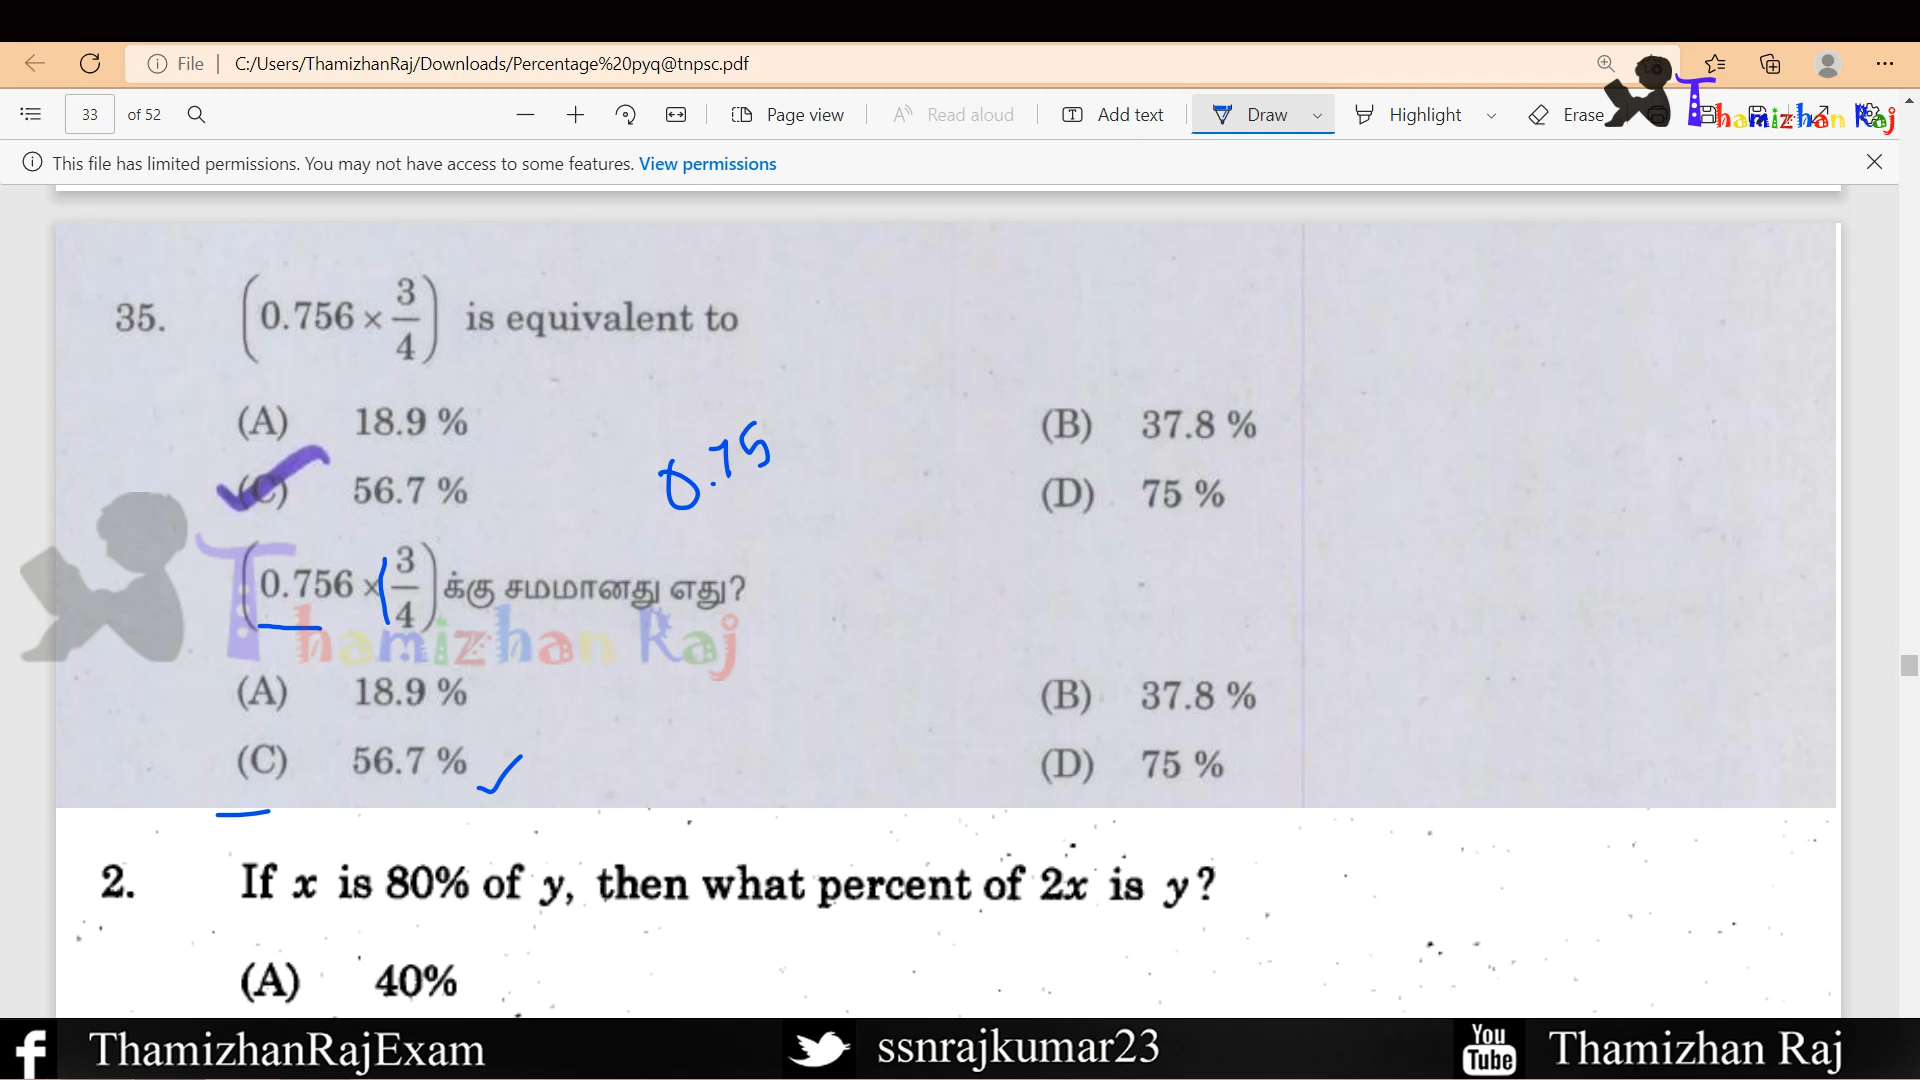 File C:/Users/ThamizhanRaj/Downloads/Percentage%20pyq@tnpsc.pdf
33 of 52 Page view Read aloud Add text Draw Highlight Erase
Thamizhan Raj
This file has limited permissions. You may not have access to some features. View permissions
35. (0.756 × 3/4) is equivalent to
(A) 18.9 % (B) 37.8 %
(C) 56.7 % (D) 75 %
0.75
(0.756 × 3/4) க்கு சமமானது எது?
Thamizhan Raj
(A) 18.9 % (B) 37.8 %
(C) 56.7 % (D) 75 %
2. If x is 80% of y, then what percent of 2x is y?
(A) 40%
ThamizhanRajExam ssnrajkumar23 You Tube Thamizhan Raj